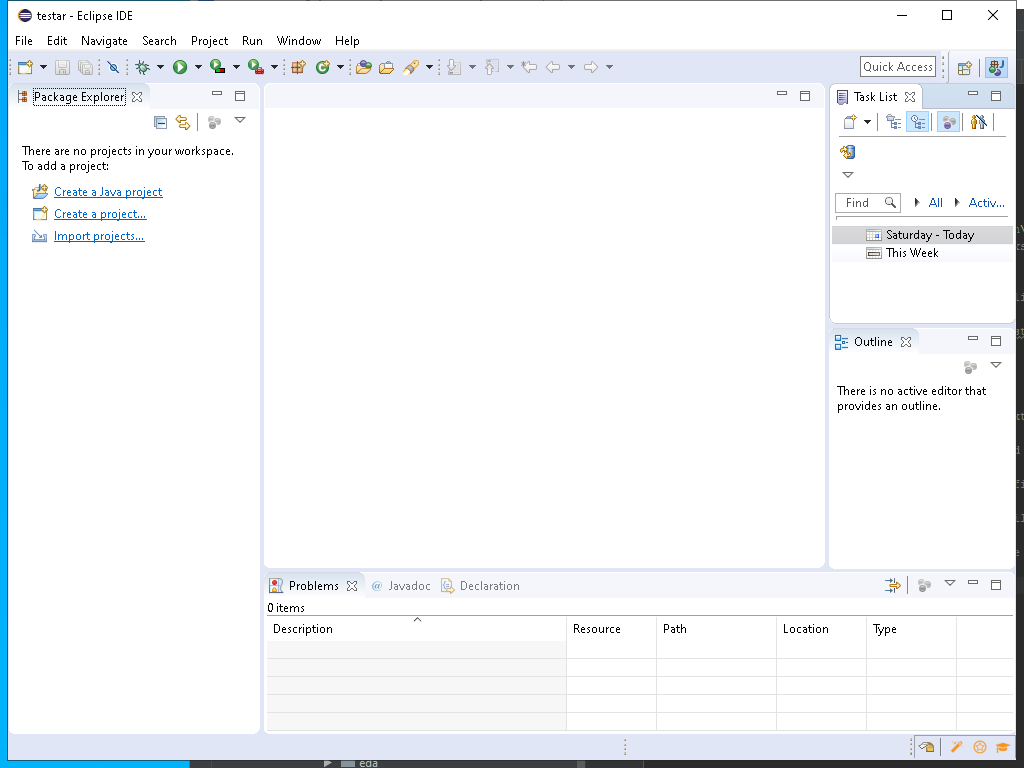 testar - Eclipse IDE
File Edit Navigate Search Project Run Window Help
Quick Access
Package Explorer
There are no projects in your workspace.
To add a project:
Create a Java project
Create a project...
Import projects...
Task List
Find All Activ...
Saturday - Today
This Week
Outline
There is no active editor that
provides an outline.
Problems @ Javadoc Declaration
0 items
Description Resource Path Location Type
eda